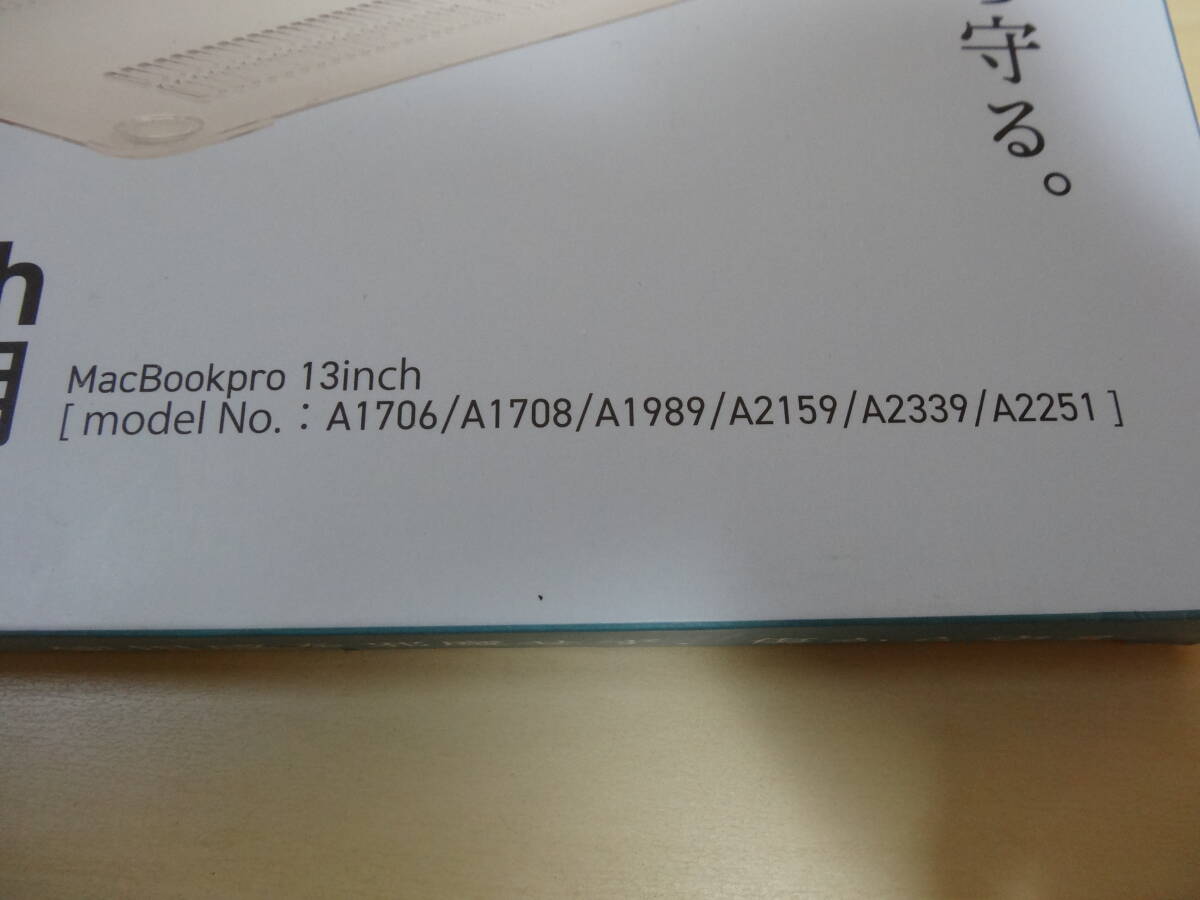 守る。
h
MacBookpro 13inch
[ model No. : A1706/A1708/A1989/A2159/A2339/A2251 ]